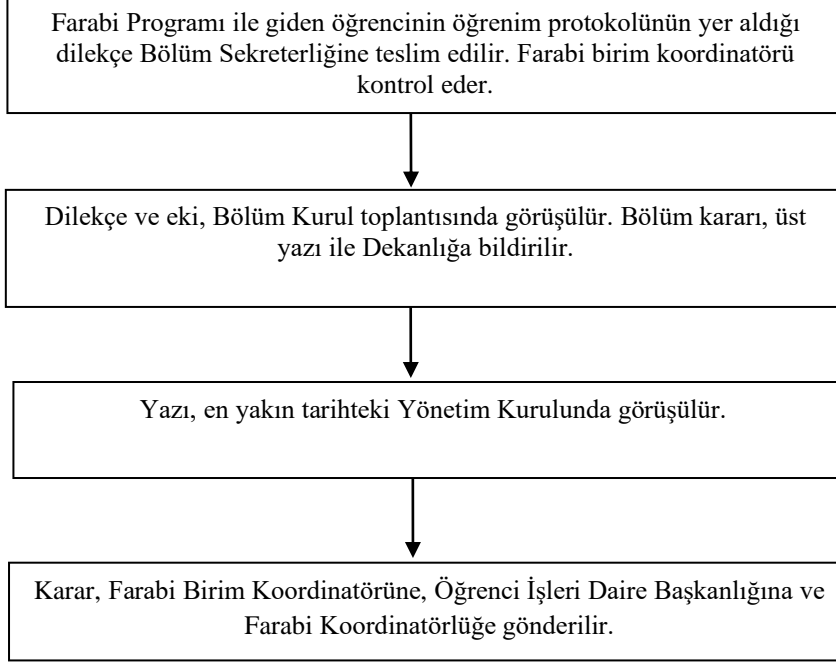 Farabi Programı ile giden öğrencinin öğrenim protokolünün yer aldığı
dilekçe Bölüm Sekreterliğine teslim edilir. Farabi birim koordinatörü
kontrol eder.
Dilekçe ve eki, Bölüm Kurul toplantısında görüşülür. Bölüm kararı, üst
yazı ile Dekanlığa bildirilir.
Yazı, en yakın tarihteki Yönetim Kurulunda görüşülür.
Karar, Farabi Birim Koordinatörüne, Öğrenci İşleri Daire Başkanlığına ve
Farabi Koordinatörlüğe gönderilir.